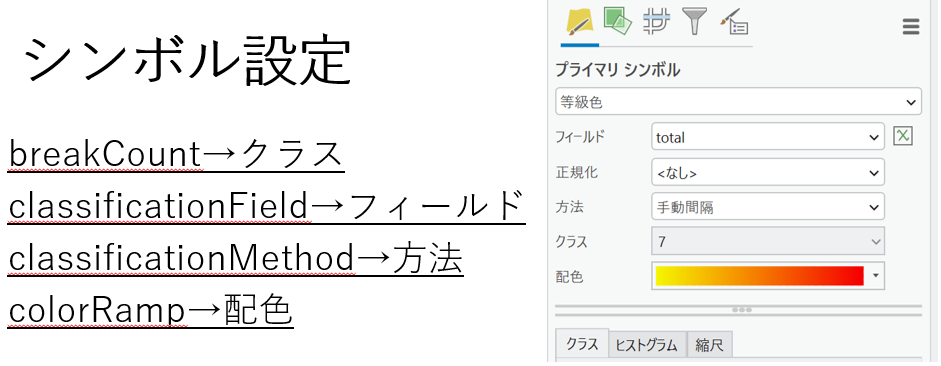 シンボル設定
breakCount→クラス
classificationField→フィールド
classificationMethod→方法
colorRamp→配色
プライマリ シンボル
等級色
フィールド total
正規化 <なし>
方法 手動間隔
クラス 7
配色
クラス ヒストグラム 縮尺